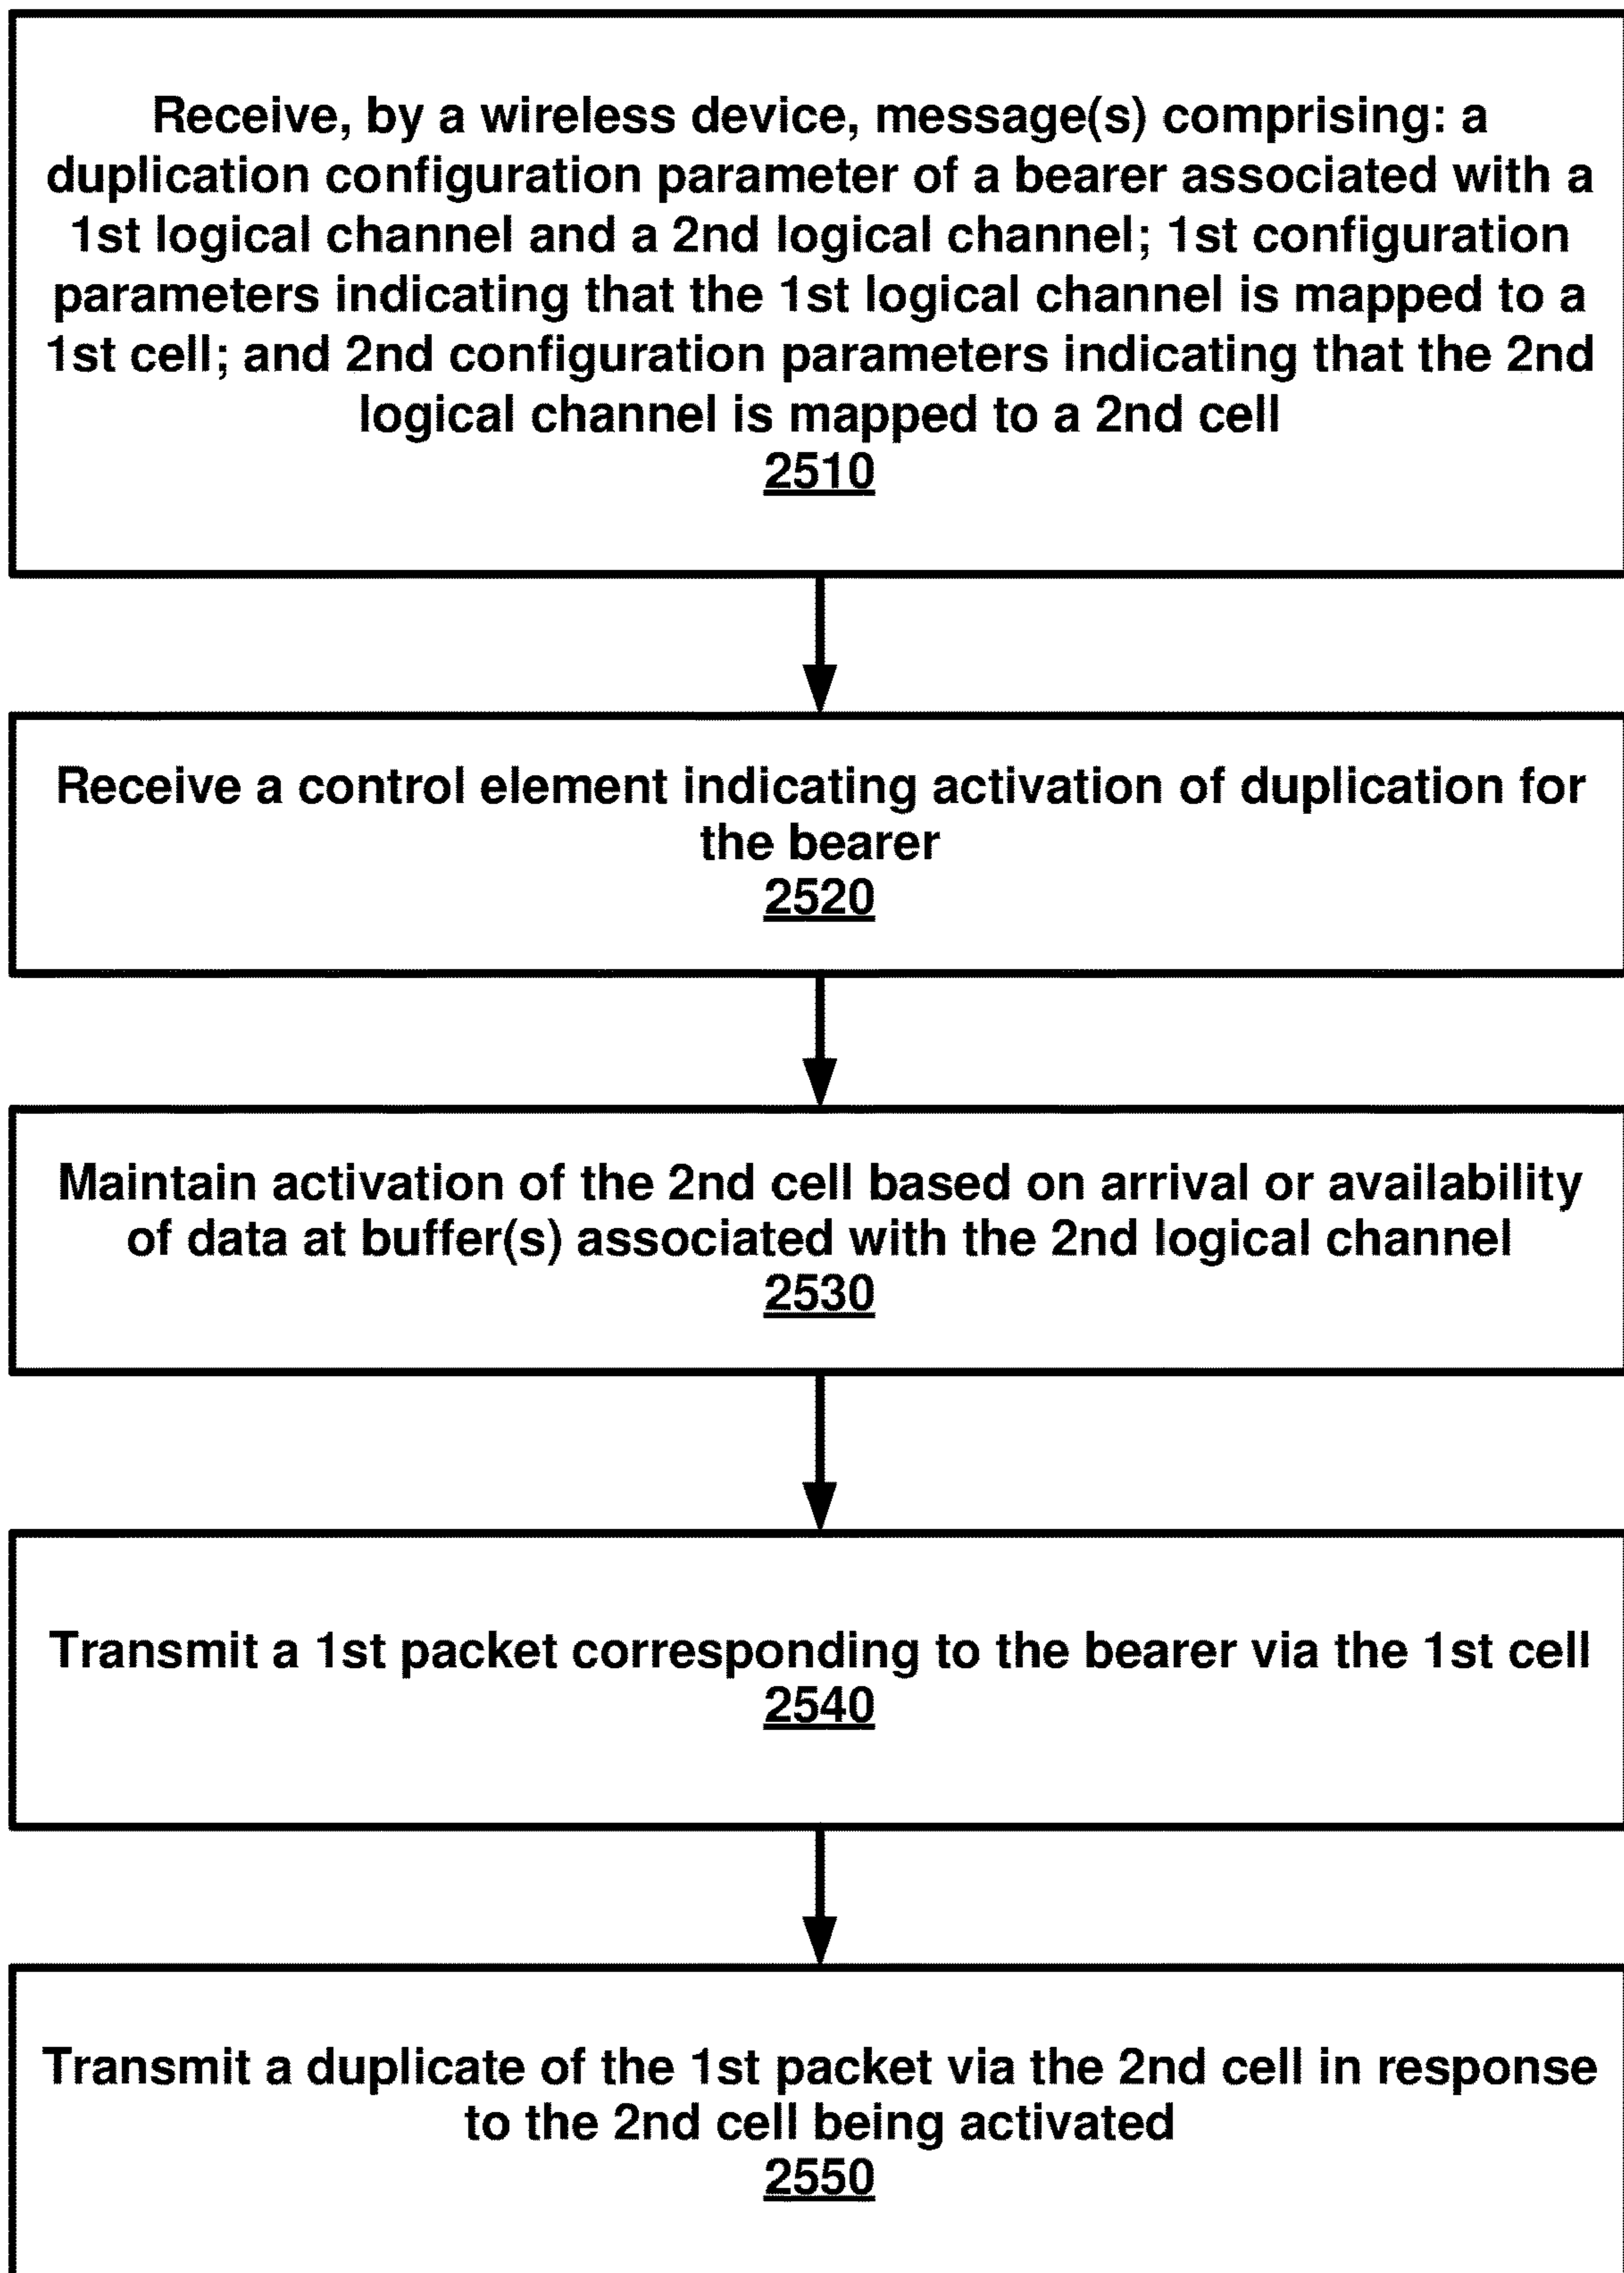 Receive, by a wireless device, message(s) comprising: a
duplication configuration parameter of a bearer associated with a
1st logical channel and a 2nd logical channel; 1st configuration
parameters indicating that the 1st logical channel is mapped to a
1st cell; and 2nd configuration parameters indicating that the 2nd
logical channel is mapped to a 2nd cell
2510
Receive a control element indicating activation of duplication for
the bearer
2520
Maintain activation of the 2nd cell based on arrival or availability
of data at buffer(s) associated with the 2nd logical channel
2530
Transmit a 1st packet corresponding to the bearer via the 1st cell
2540
Transmit a duplicate of the 1st packet via the 2nd cell in response
to the 2nd cell being activated
2550